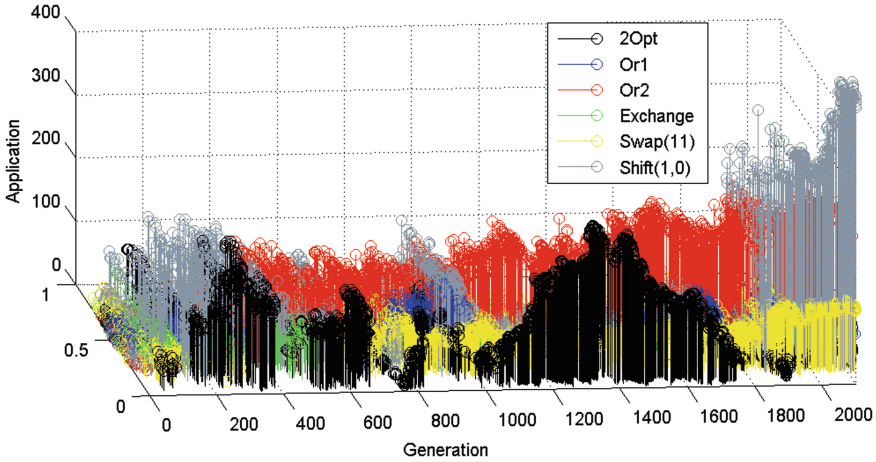 400
300
200
100
0
Application
1
0.5
0
0 200 400 600 800 1000 1200 1400 1600 1800 2000
Generation
2Opt
Or1
Or2
Exchange
Swap(11)
Shift(1,0)